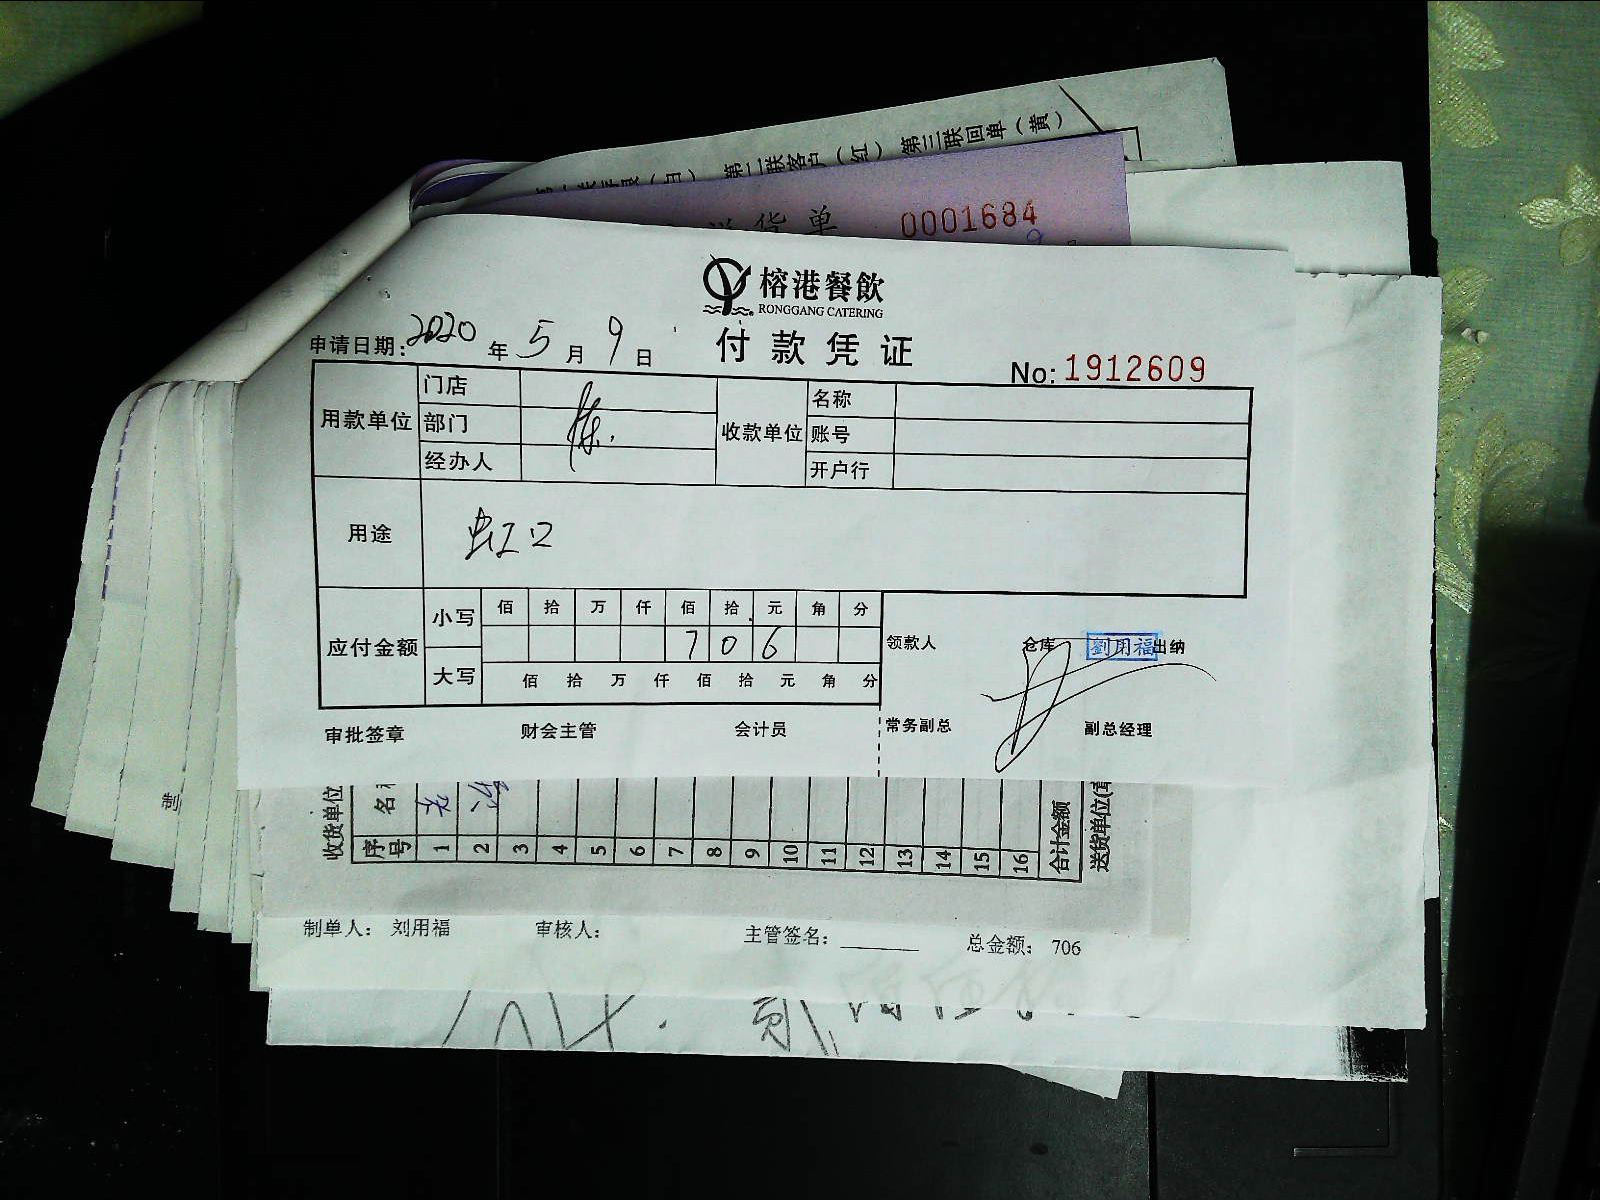 第二联客户（红） 第三联回单（黄）
送货单 0001684
榕港餐飲
RONGGANG CATERING
付款凭证
申请日期：2020 年 5 月 9 日
No: 1912609
用款单位 门店 收款单位 名称
部门 账号
经办人 开户行
用途 虹口
应付金额 小写 佰 拾 万 仟 佰 拾 元 角 分
7 0 6
大写 佰 拾 万 仟 佰 拾 元 角 分
领款人 仓库 劉用福 出纳
审批签章 财会主管 会计员 常务副总 副总经理
制
收货单位
序号 1 2 3 4 5 6 7 8 9 10 11 12 13 14 15 16 合计金额
送货单位(章
制单人： 刘用福 审核人： 主管签名： 总金额： 706